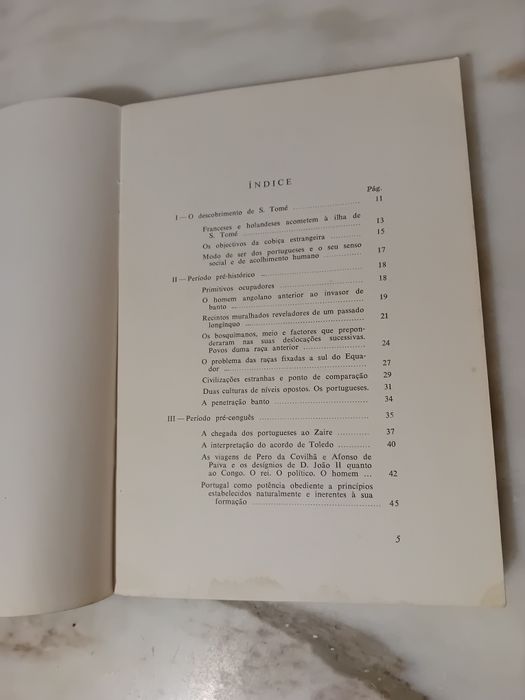 ÍNDICE
Pág.
I — O descobrimento de S. Tomé ................ 11
Franceses e holandeses acometem à ilha de
S. Tomé ................ 13
Os objectivos da cobiça estrangeira ............ 15
Modo de ser dos portugueses e o seu senso
social e de acolhimento humano ............ 17
II — Período pré-histórico ... ................ 18
Primitivos ocupadores ................ 18
O homem angolano anterior ao invasor de
banto ... ................ 19
Recintos muralhados reveladores de um passado
longínquo ................ 21
Os bosquimanos, meio e factores que prepon-
deraram nas suas deslocações sucessivas.
Povos duma raça anterior ................ 24
O problema das raças fixadas a sul do Equa-
dor ... ................ 27
Civilizações estranhas e ponto de comparação 29
Duas culturas de níveis opostos. Os portugueses. 31
A penetração banto ................ 34
III — Período pré-conguês ................ 35
A chegada dos portugueses ao Zaire ............ 37
A interpretação do acordo de Toledo ............ 40
As viagens de Pero da Covilhã e Afonso de
Paiva e os desígnios de D. João II quanto
ao Congo. O rei. O político. O homem ... 42
Portugal como potência obediente a princípios
estabelecidos naturalmente e inerentes à sua
formação ................ 45
5